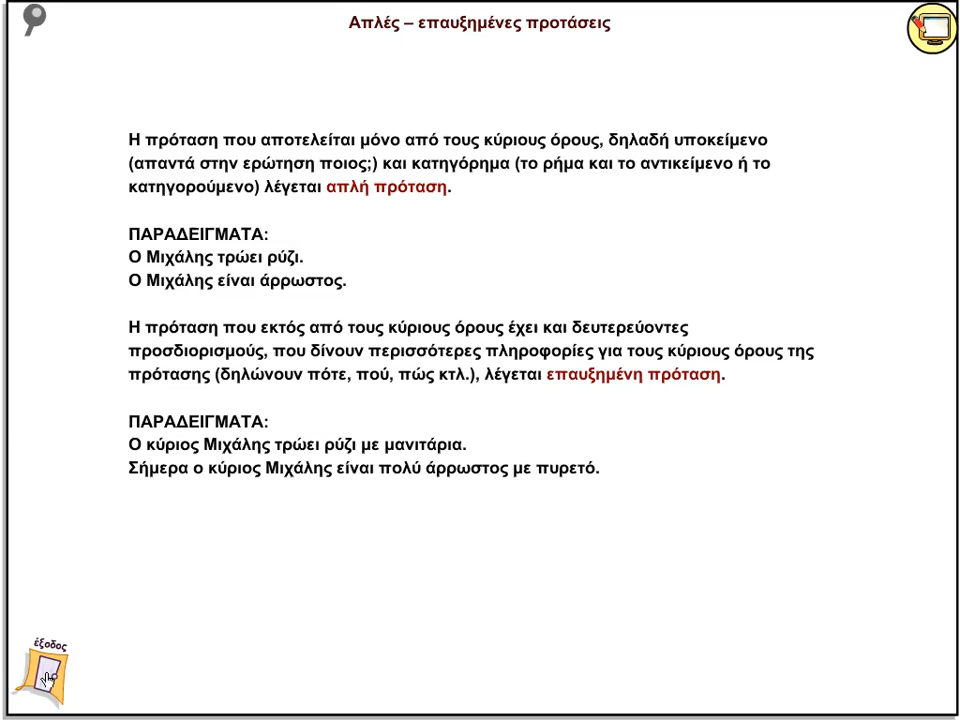 Απλές – επαυξημένες προτάσεις
Η πρόταση που αποτελείται μόνο από τους κύριους όρους, δηλαδή υποκείμενο
(απαντά στην ερώτηση ποιος;) και κατηγόρημα (το ρήμα και το αντικείμενο ή το
κατηγορούμενο) λέγεται απλή πρόταση.
ΠΑΡΑΔΕΙΓΜΑΤΑ:
Ο Μιχάλης τρώει ρύζι.
Ο Μιχάλης είναι άρρωστος.
Η πρόταση που εκτός από τους κύριους όρους έχει και δευτερεύοντες
προσδιορισμούς, που δίνουν περισσότερες πληροφορίες για τους κύριους όρους της
πρότασης (δηλώνουν πότε, πού, πώς κτλ.), λέγεται επαυξημένη πρόταση.
ΠΑΡΑΔΕΙΓΜΑΤΑ:
Ο κύριος Μιχάλης τρώει ρύζι με μανιτάρια.
Σήμερα ο κύριος Μιχάλης είναι πολύ άρρωστος με πυρετό.
έξοδος